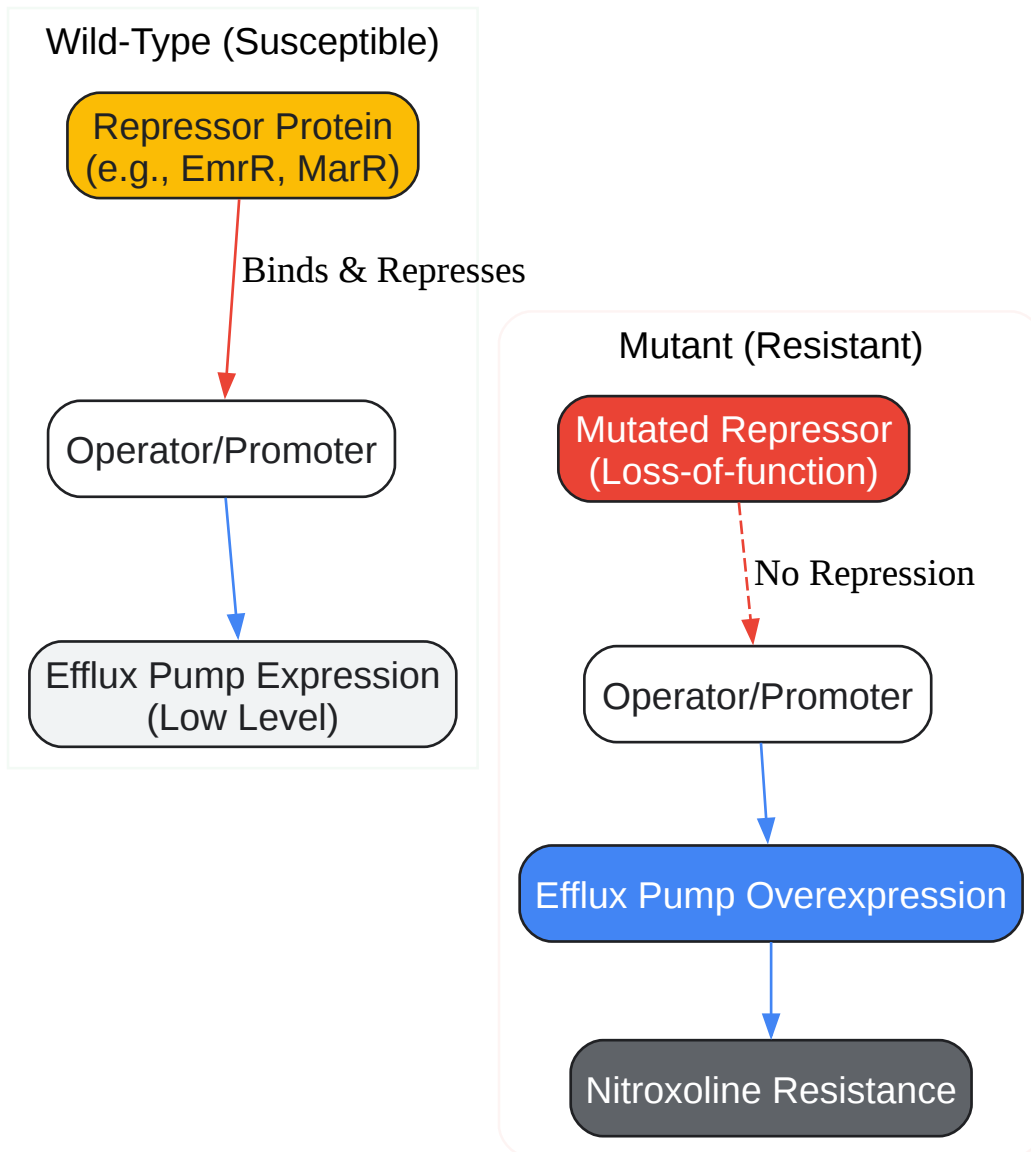 Wild-Type (Susceptible)
Repressor Protein
(e.g., EmrR, MarR)
Binds & Represses
Operator/Promoter
Efflux Pump Expression
(Low Level)
Mutant (Resistant)
Mutated Repressor
(Loss-of-function)
No Repression
Operator/Promoter
Efflux Pump Overexpression
Nitroxoline Resistance